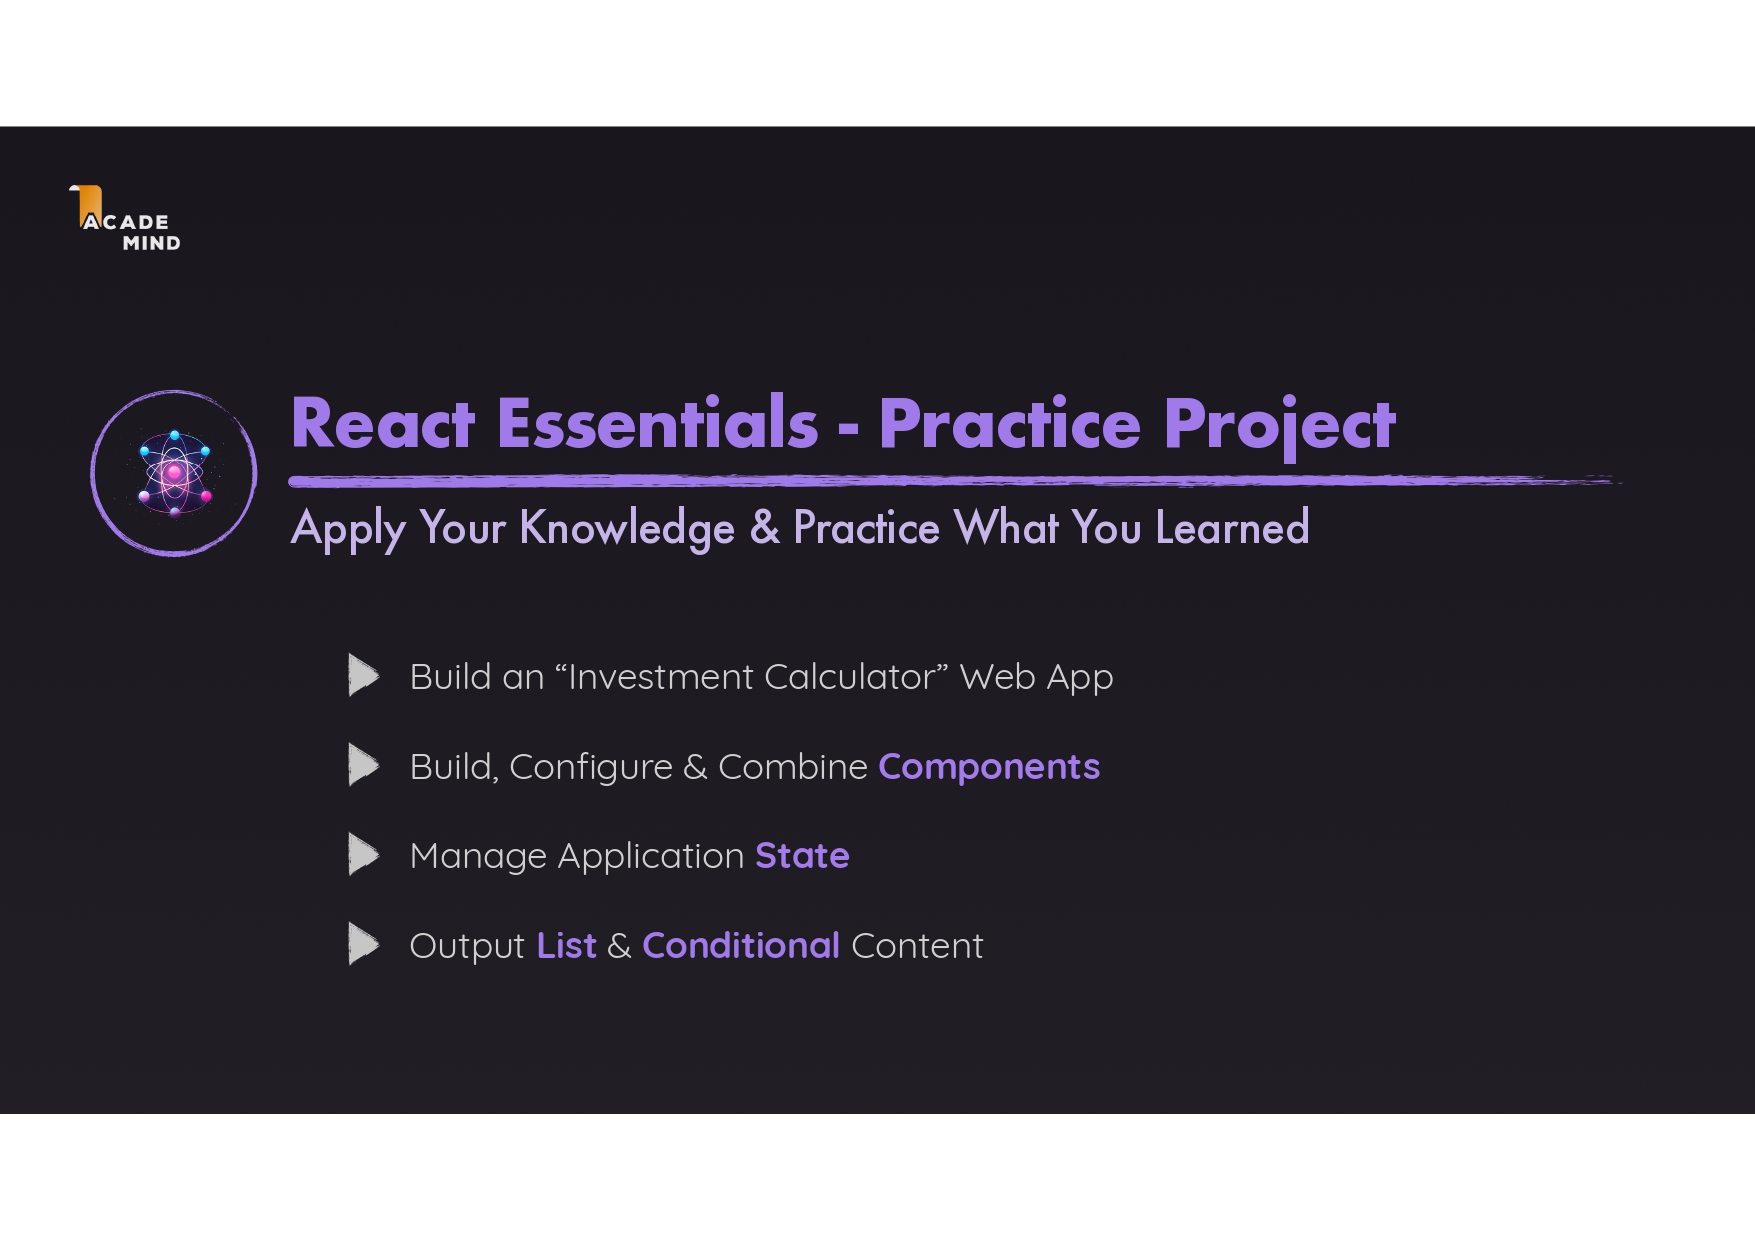 ACADE
MIND
React Essentials - Practice Project
Apply Your Knowledge & Practice What You Learned
Build an “Investment Calculator” Web App
Build, Configure & Combine Components
Manage Application State
Output List & Conditional Content